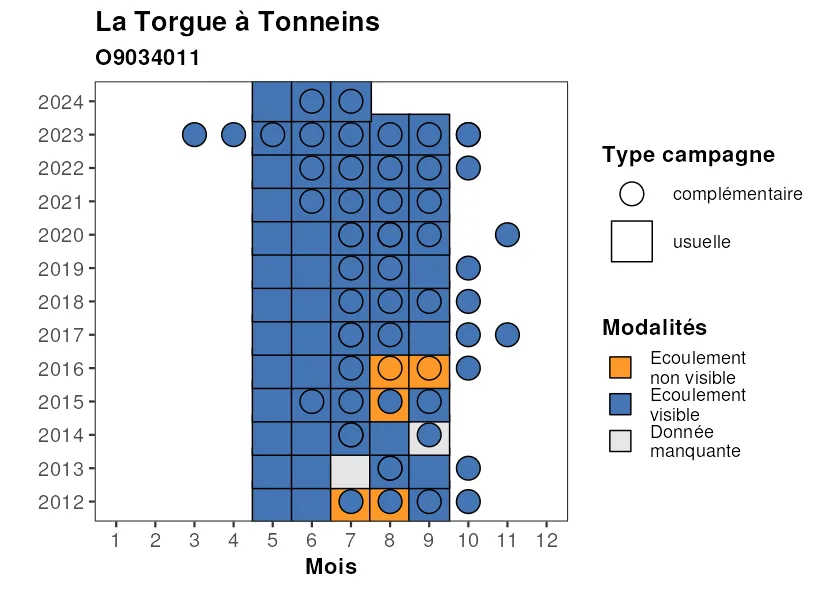 La Torgue à Tonneins
O9034011
2024
2023
2022
2021
2020
2019
2018
2017
2016
2015
2014
2013
2012
1 2 3 4 5 6 7 8 9 10 11 12
Mois
Type campagne
complémentaire
usuelle
Modalités
Ecoulement
non visible
Ecoulement
visible
Donnée
manquante